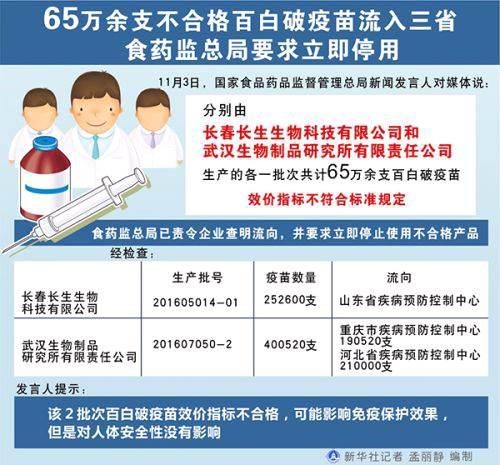 65万余支不合格百白破疫苗流入三省
食药监总局要求立即停用
11月3日，国家食品药品监督管理总局新闻发言人对媒体说：
分别由
长春长生生物科技有限公司和
武汉生物制品研究所有限责任公司
生产的各一批次共计65万余支百白破疫苗
效价指标不符合标准规定
食药监总局已责令企业查明流向，并要求立即停止使用不合格产品
经检查：
生产批号 疫苗数量 流向
长春长生生物
科技有限公司 201605014-01 252600支 山东省疾病预防控制中心
武汉生物制品
研究所有限责任公司 201607050-2 400520支 重庆市疾病预防控制中心
190520支
河北省疾病预防控制中心
210000支
发言人提示：
该2批次百白破疫苗效价指标不合格，可能影响免疫保护效果，
但是对人体安全性没有影响
新华社记者 孟丽静 编制